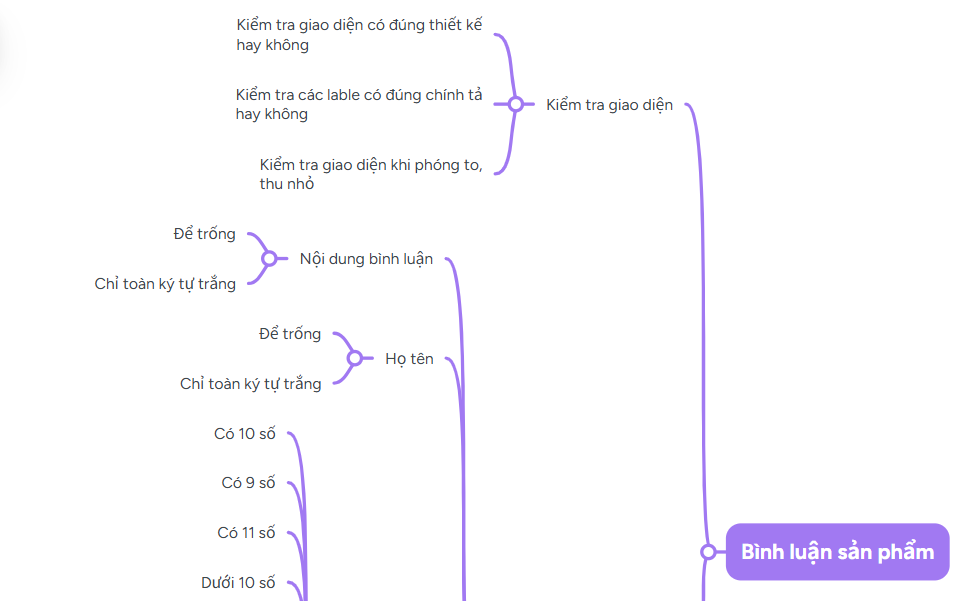 Kiểm tra giao diện có đúng thiết kế
hay không
Kiểm tra các lable có đúng chính tả
hay không
Kiểm tra giao diện
Kiểm tra giao diện khi phóng to,
thu nhỏ
Để trống
Nội dung bình luận
Chỉ toàn ký tự trắng
Để trống
Họ tên
Chỉ toàn ký tự trắng
Có 10 số
Có 9 số
Có 11 số
Bình luận sản phẩm
Dưới 10 số